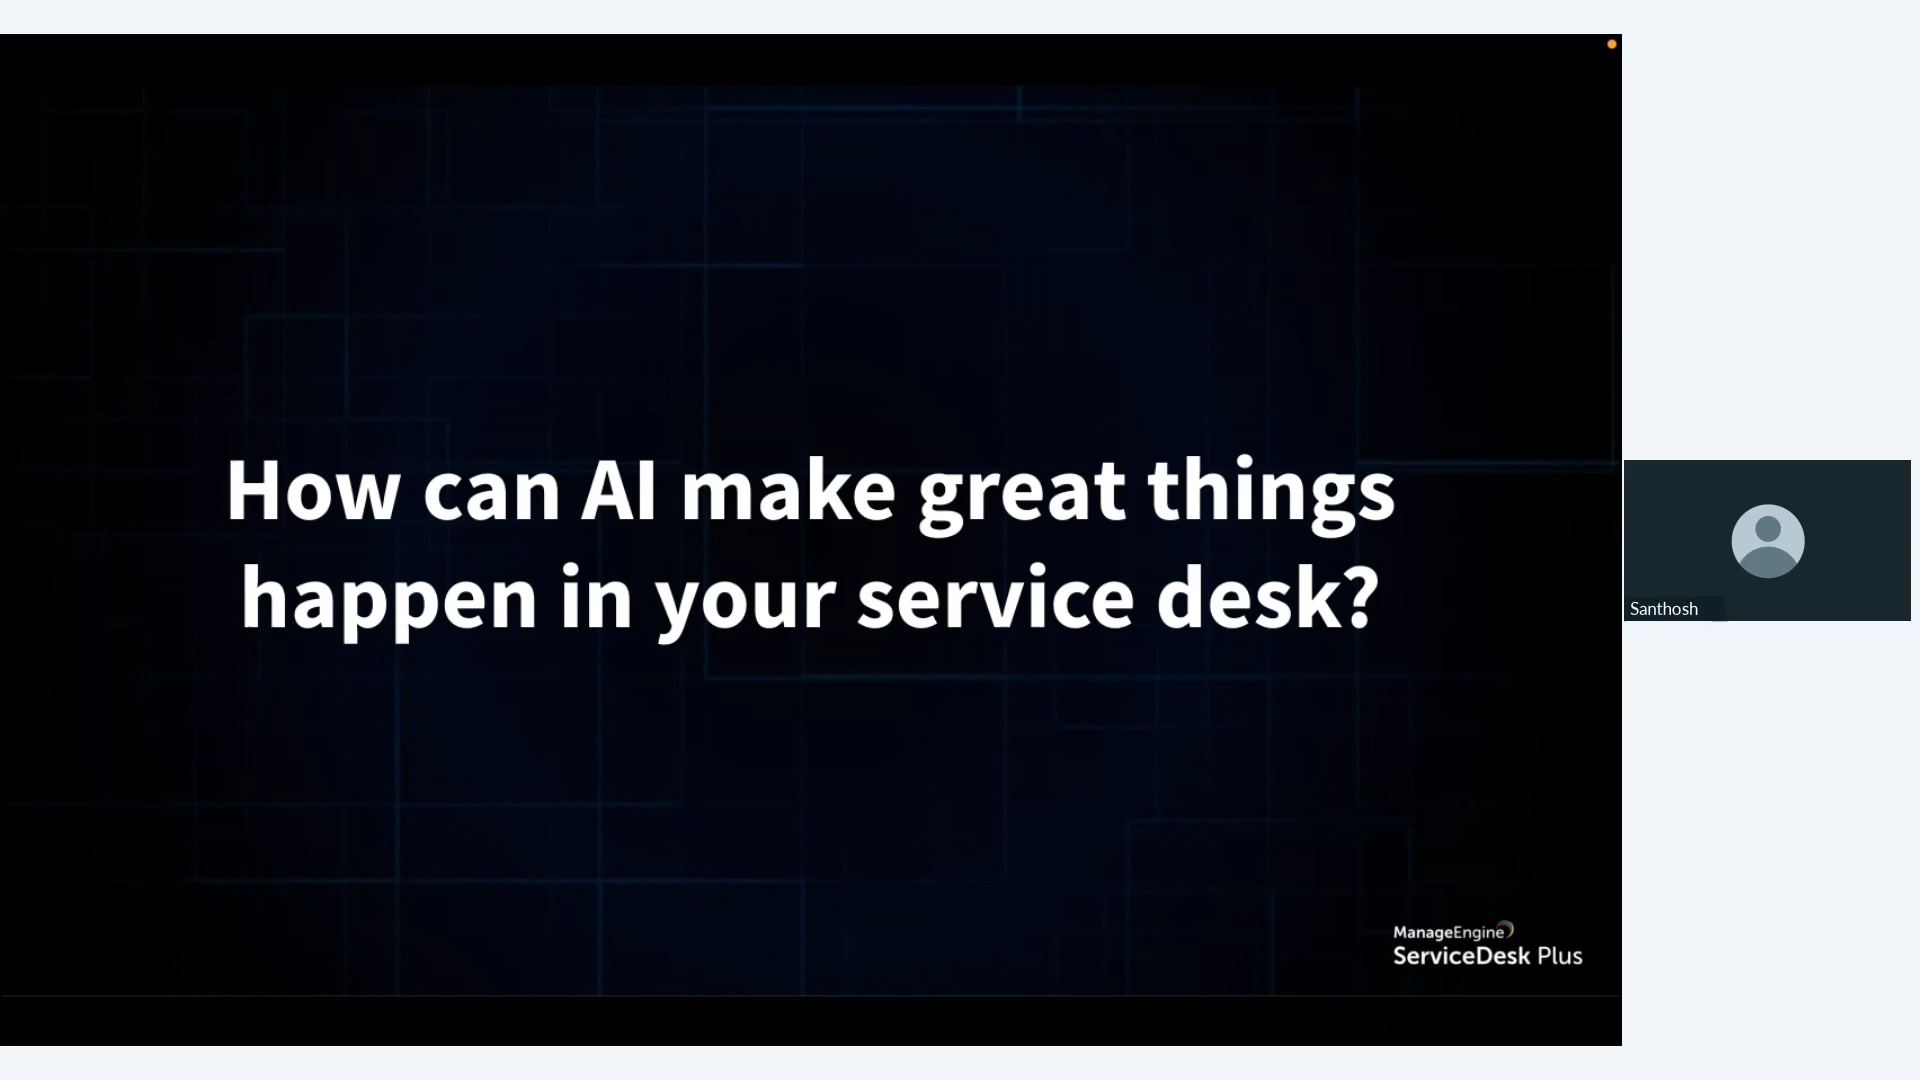 How can AI make great things
happen in your service desk?
Santhosh
ManageEngine
ServiceDesk Plus